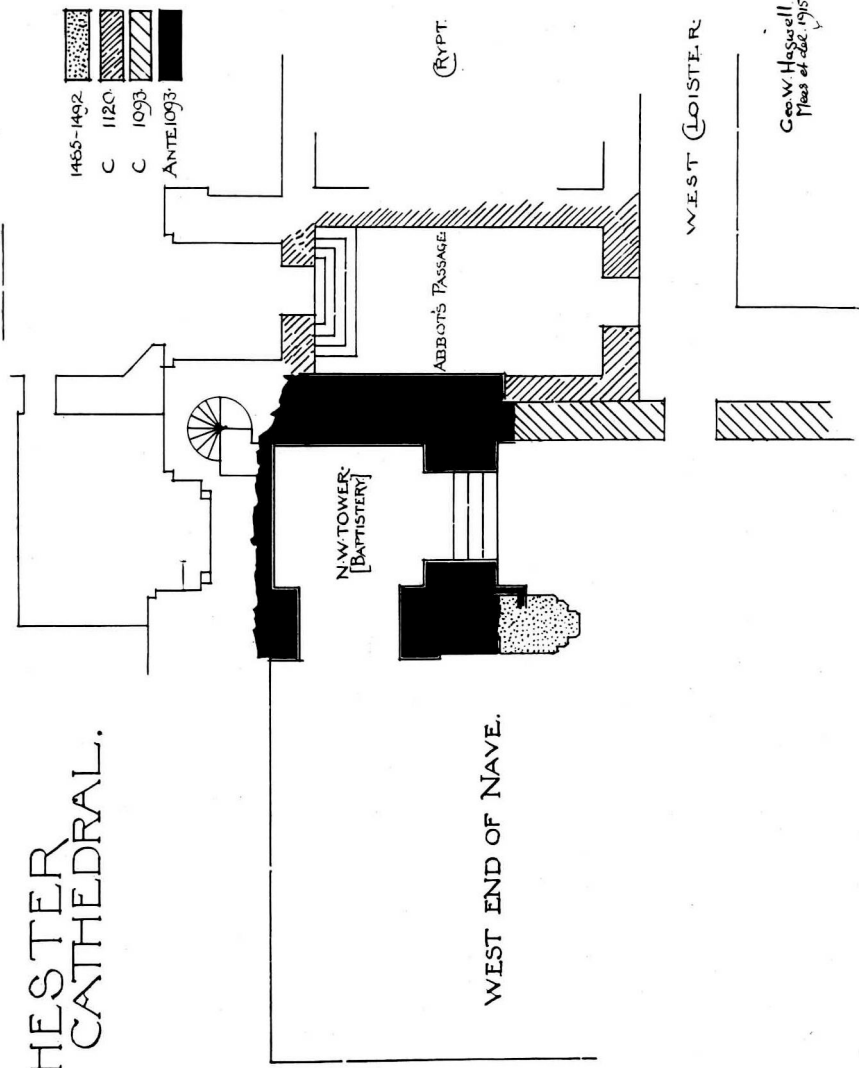 HESTER
CATHEDRAL.
1485-1492
C 1120.
C 1093.
ANTE 1093.
N.W. TOWER.
[BAPTISTERY]
ABBOT'S PASSAGE.
CRYPT.
WEST CLOISTER.
WEST END OF NAVE.
Geo. W. Haswell.
Meas et del. 1915